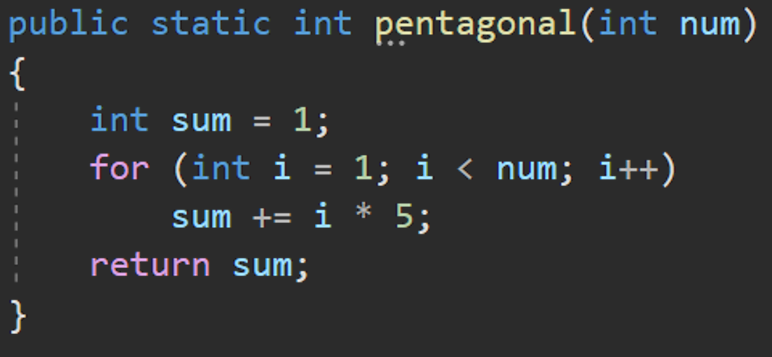 public static int pentagonal(int num)
{
    int sum = 1;
    for (int i = 1; i < num; i++)
        sum += i * 5;
    return sum;
}